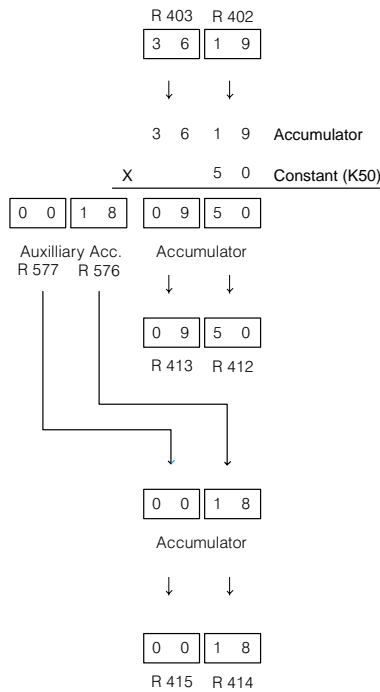 R 403 R 402
3 6 1 9
3 6 1 9 Accumulator
X 5 0 Constant (K50)
0 0 1 8 0 9 5 0
Auxilliary Acc. Accumulator
R 577 R 576
0 9 5 0
R 413 R 412
0 0 1 8
Accumulator
0 0 1 8
R 415 R 414